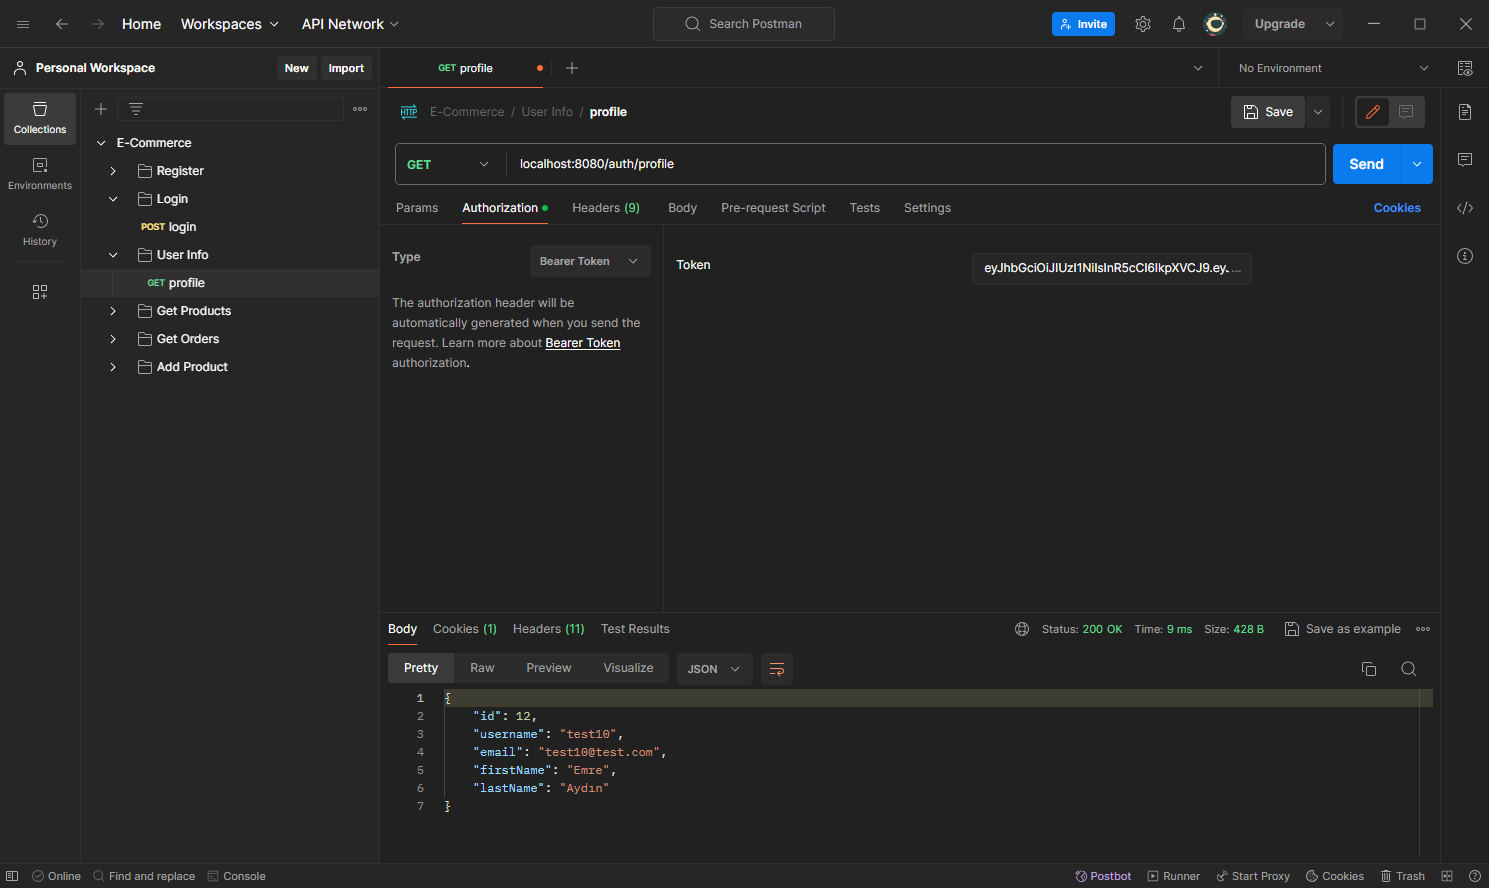 Home
Workspaces
API Network
Search Postman
Invite
Upgrade
Personal Workspace
New
Import
GET profile
No Environment
Collections
Environments
History
E-Commerce
Register
Login
POST login
User Info
GET profile
Get Products
Get Orders
Add Product
HTTP
E-Commerce / User Info / profile
Save
GET
localhost:8080/auth/profile
Send
Params
Authorization
Headers (9)
Body
Pre-request Script
Tests
Settings
Cookies
Type
Bearer Token
The authorization header will be
automatically generated when you send the
request. Learn more about Bearer Token
authorization.
Token
eyJhbGciOiJIUzI1NiIsInR5cCI6IkpXVCJ9.eyJ...
Body
Cookies (1)
Headers (11)
Test Results
Status: 200 OK
Time: 9 ms
Size: 428 B
Save as example
Pretty
Raw
Preview
Visualize
JSON
1 {
2 "id": 12,
3 "username": "test10",
4 "email": "test10@test.com",
5 "firstName": "Emre",
6 "lastName": "Aydın"
7 }
Online
Find and replace
Console
Postbot
Runner
Start Proxy
Cookies
Trash